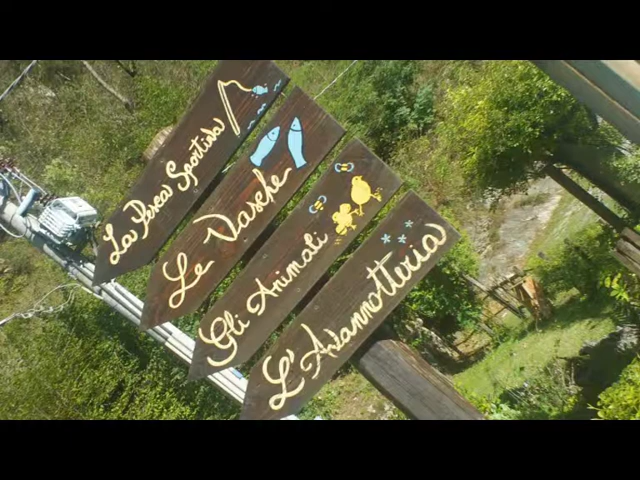 La Pesca Sportiva
Le Vasche
Gli Animali
L'Avannotteria